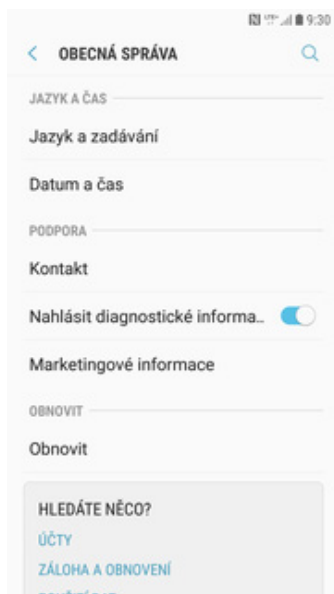 9:30
OBECNÁ SPRÁVA
JAZYK A ČAS
Jazyk a zadávání
Datum a čas
PODPORA
Kontakt
Nahlásit diagnostické informa..
Marketingové informace
OBNOVIT
Obnovit
HLEDÁTE NĚCO?
ÚČTY
ZÁLOHA A OBNOVENÍ